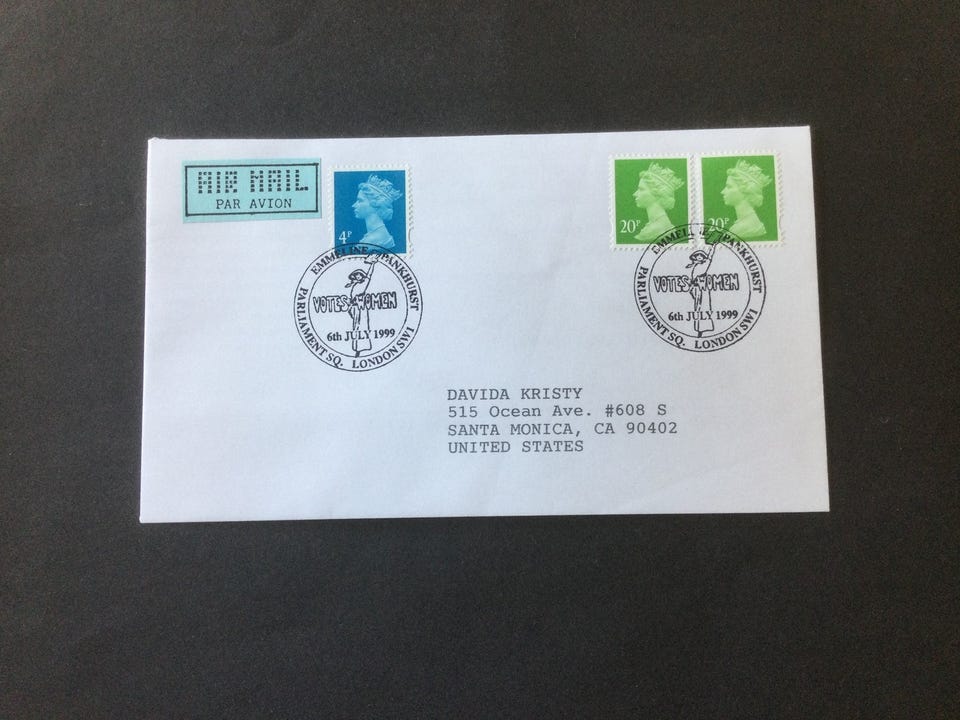 AIR MAIL
PAR AVION
4P
20P
20P
EMMELINE PANKHURST
VOTES WOMEN
6th JULY 1999
PARLIAMENT SQ. LONDON SW1
EMMELINE PANKHURST
VOTES WOMEN
6th JULY 1999
PARLIAMENT SQ. LONDON SW1
DAVIDA KRISTY
515 Ocean Ave. #608 S
SANTA MONICA, CA 90402
UNITED STATES